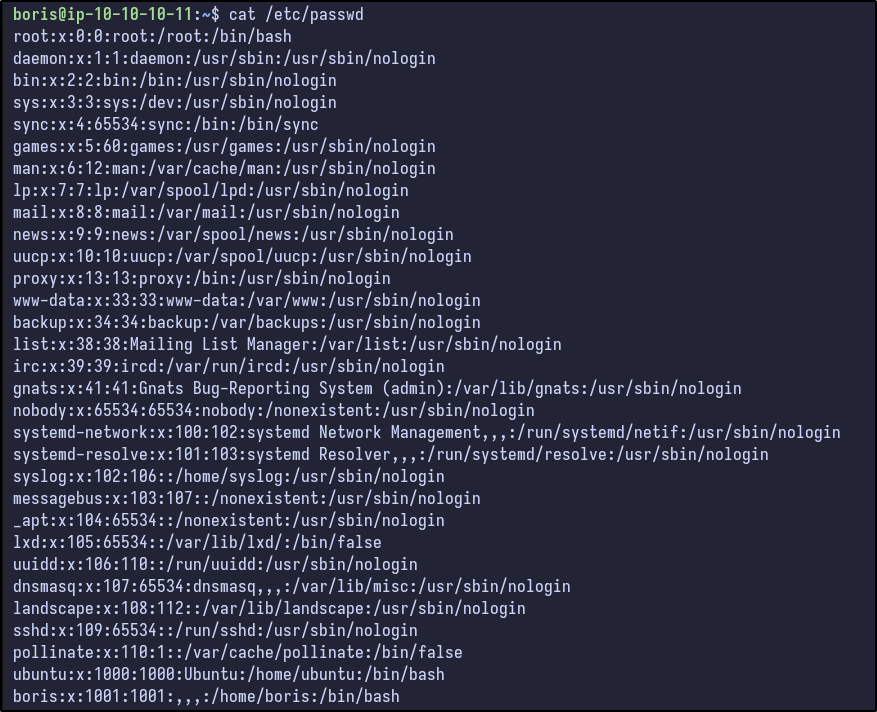 boris@ip-10-10-10-11:~$ cat /etc/passwd
root:x:0:0:root:/root:/bin/bash
daemon:x:1:1:daemon:/usr/sbin:/usr/sbin/nologin
bin:x:2:2:bin:/bin:/usr/sbin/nologin
sys:x:3:3:sys:/dev:/usr/sbin/nologin
sync:x:4:65534:sync:/bin:/bin/sync
games:x:5:60:games:/usr/games:/usr/sbin/nologin
man:x:6:12:man:/var/cache/man:/usr/sbin/nologin
lp:x:7:7:lp:/var/spool/lpd:/usr/sbin/nologin
mail:x:8:8:mail:/var/mail:/usr/sbin/nologin
news:x:9:9:news:/var/spool/news:/usr/sbin/nologin
uucp:x:10:10:uucp:/var/spool/uucp:/usr/sbin/nologin
proxy:x:13:13:proxy:/bin:/usr/sbin/nologin
www-data:x:33:33:www-data:/var/www:/usr/sbin/nologin
backup:x:34:34:backup:/var/backups:/usr/sbin/nologin
list:x:38:38:Mailing List Manager:/var/list:/usr/sbin/nologin
irc:x:39:39:ircd:/var/run/ircd:/usr/sbin/nologin
gnats:x:41:41:Gnats Bug-Reporting System (admin):/var/lib/gnats:/usr/sbin/nologin
nobody:x:65534:65534:nobody:/nonexistent:/usr/sbin/nologin
systemd-network:x:100:102:systemd Network Management,,,:/run/systemd/netif:/usr/sbin/nologin
systemd-resolve:x:101:103:systemd Resolver,,,:/run/systemd/resolve:/usr/sbin/nologin
syslog:x:102:106::/home/syslog:/usr/sbin/nologin
messagebus:x:103:107::/nonexistent:/usr/sbin/nologin
_apt:x:104:65534::/nonexistent:/usr/sbin/nologin
lxd:x:105:65534::/var/lib/lxd/:/bin/false
uuidd:x:106:110::/run/uuidd:/usr/sbin/nologin
dnsmasq:x:107:65534:dnsmasq,,,:/var/lib/misc:/usr/sbin/nologin
landscape:x:108:112::/var/lib/landscape:/usr/sbin/nologin
sshd:x:109:65534::/run/sshd:/usr/sbin/nologin
pollinate:x:110:1::/var/cache/pollinate:/bin/false
ubuntu:x:1000:1000:Ubuntu:/home/ubuntu:/bin/bash
boris:x:1001:1001:,,,:/home/boris:/bin/bash